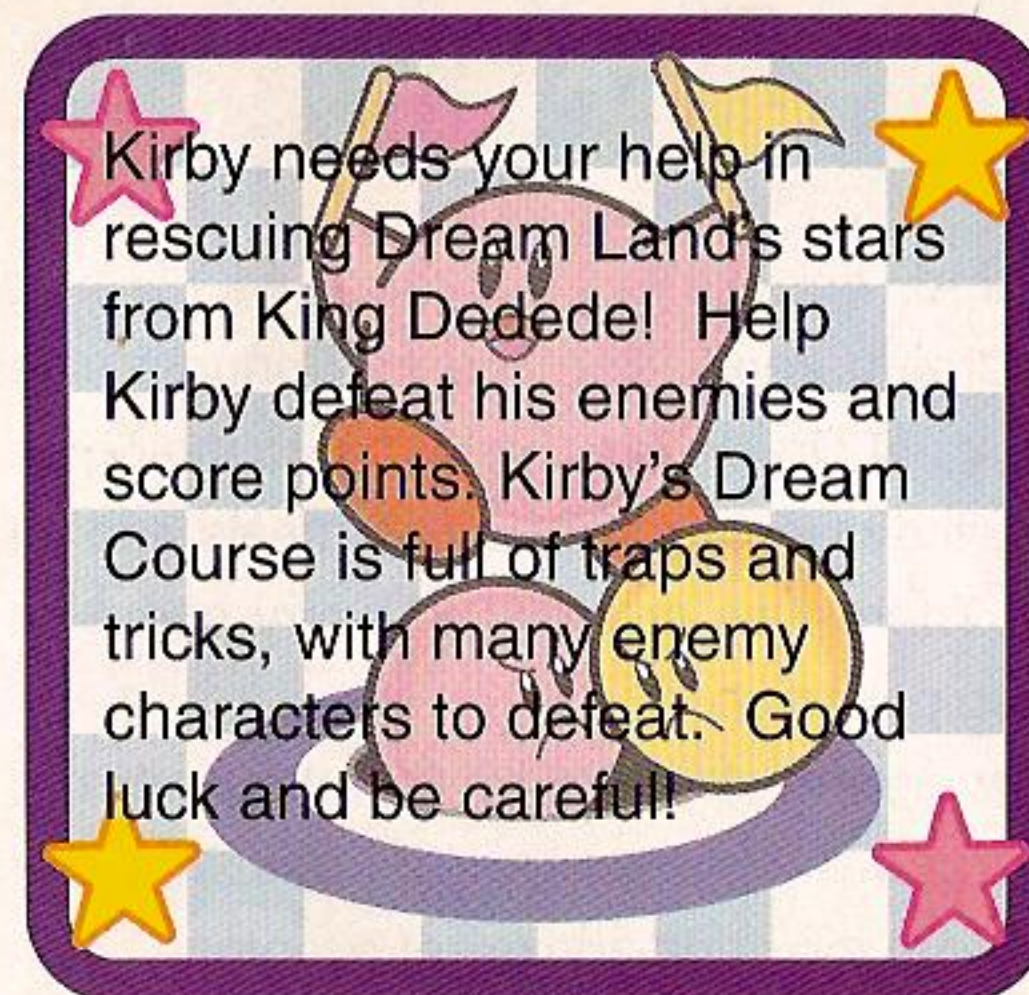 Kirby needs your help in
rescuing Dream Land's stars
from King Dedede!  Help
Kirby defeat his enemies and
score points. Kirby's Dream
Course is full of traps and
tricks, with many enemy
characters to defeat.  Good
luck and be careful!